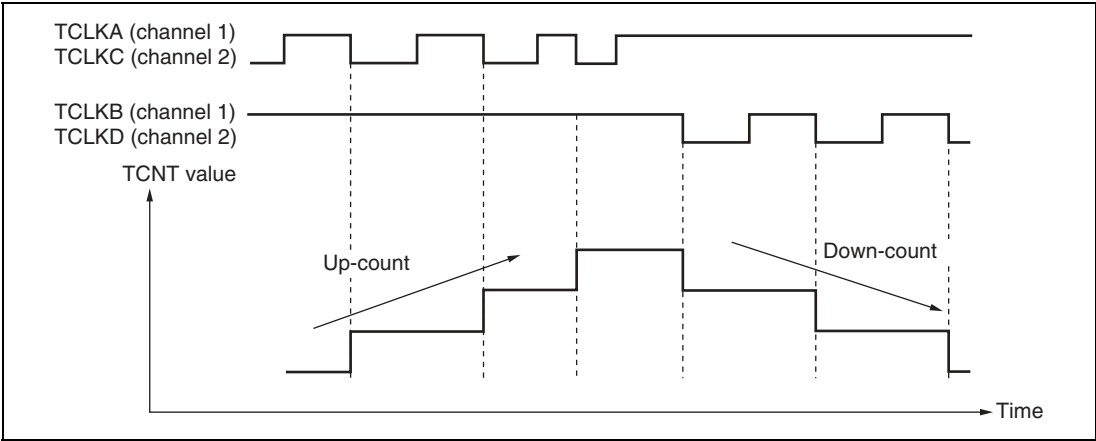 TCLKA (channel 1)
TCLKC (channel 2)
TCLKB (channel 1)
TCLKD (channel 2)
TCNT value
Up-count
Down-count
Time